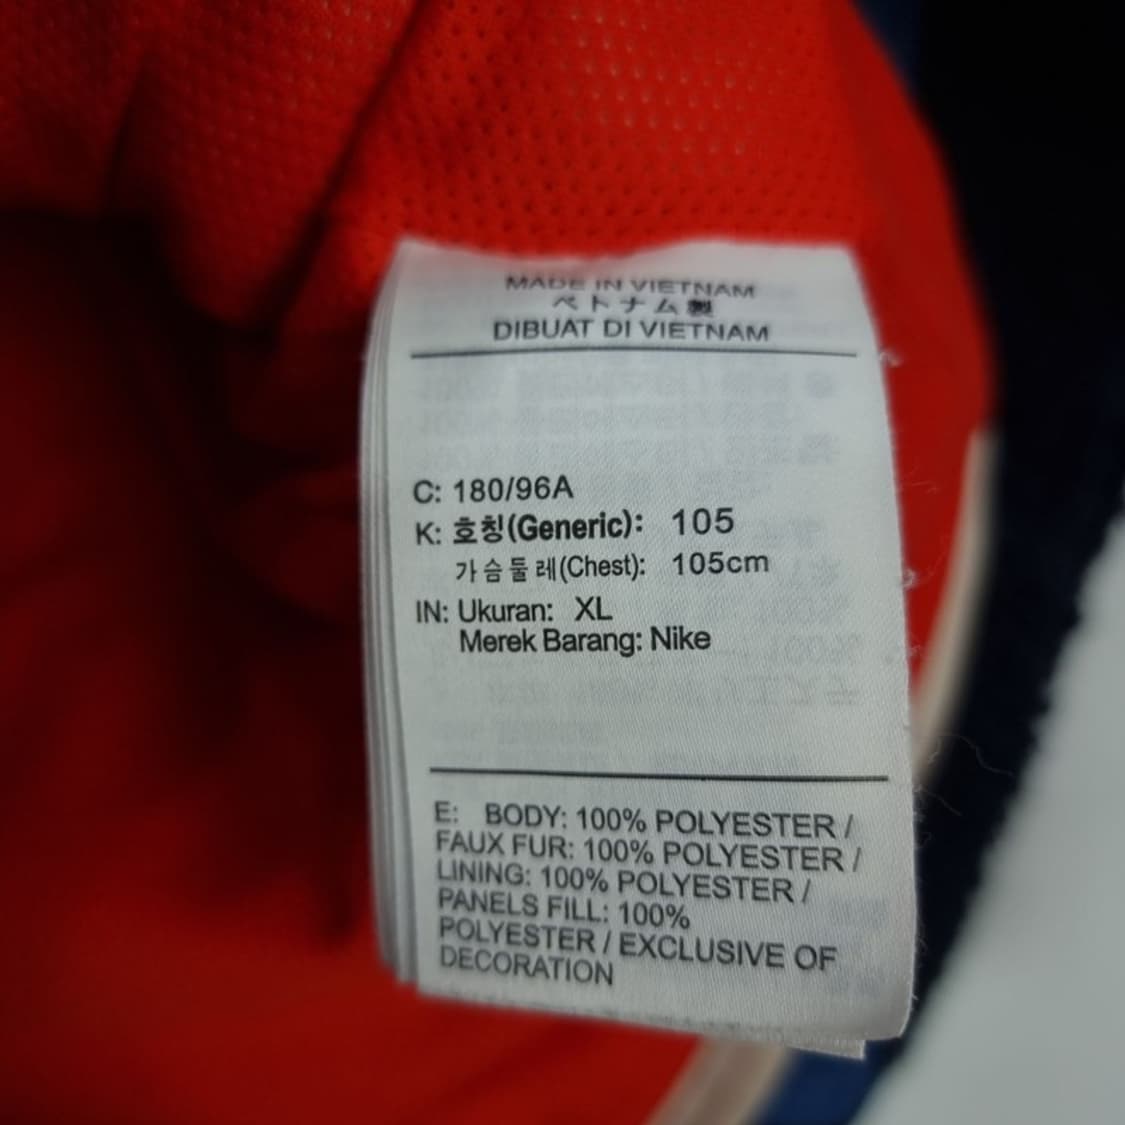 MADE IN VIETNAM
ベトナム製
DIBUAT DI VIETNAM
C: 180/96A
K: 호칭(Generic): 105
가슴둘레(Chest): 105cm
IN: Ukuran: XL
Merek Barang: Nike
E: BODY: 100% POLYESTER /
FAUX FUR: 100% POLYESTER /
LINING: 100% POLYESTER /
PANELS FILL: 100%
POLYESTER / EXCLUSIVE OF
DECORATION